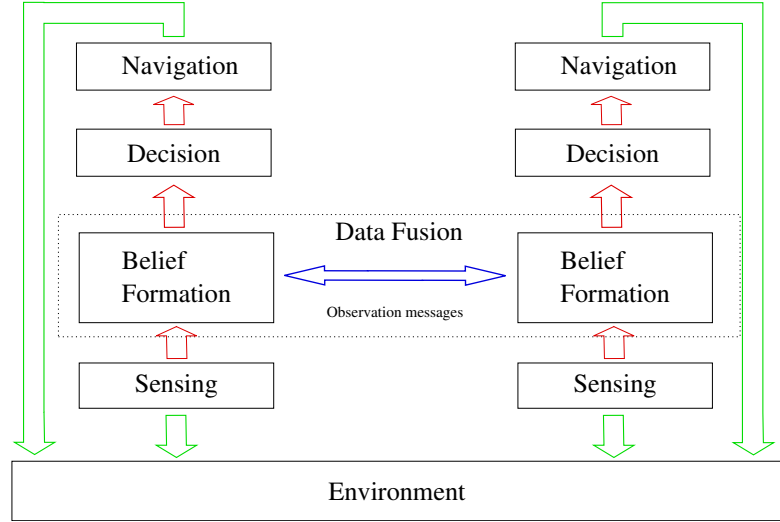 Navigation
Navigation
Decision
Decision
Data Fusion
Belief
Formation
Belief
Formation
Observation messages
Sensing
Sensing
Environment